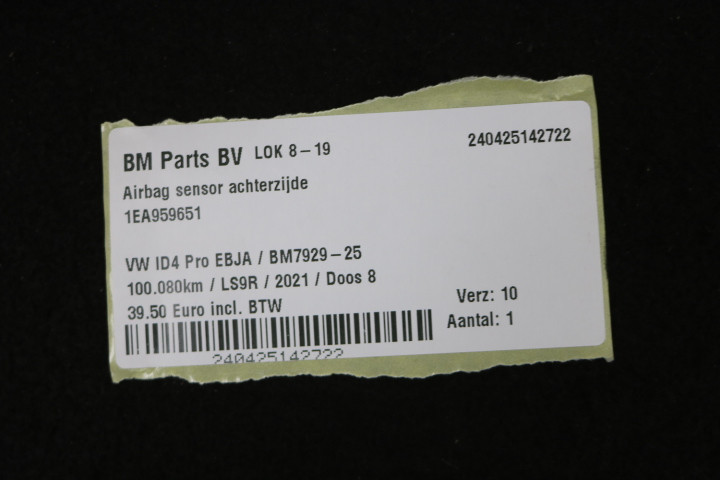 BM Parts BV LOK 8-19 240425142722
Airbag sensor achterzijde
1EA959651
VW ID4 Pro EBJA / BM7929-25
100.080km / LS9R / 2021 / Doos 8
39.50 Euro incl. BTW
Verz: 10
Aantal: 1
240425142722